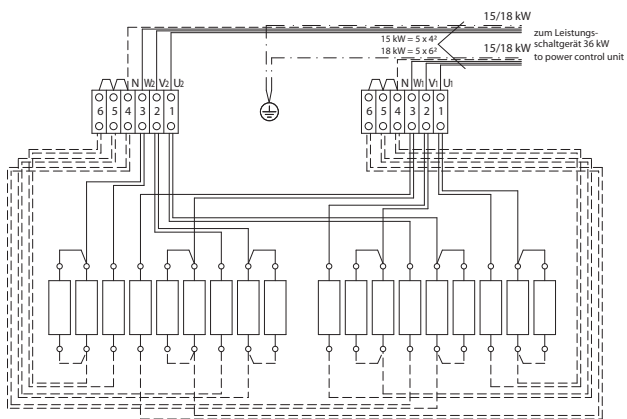 15/18 kW
15 kW = 5 x 4²
18 kW = 5 x 6²
15/18 kW
zum Leistungs-
schaltgerät 36 kW
to power control unit
N W2 V2 U2
6 5 4 3 2 1
N W1 V1 U1
6 5 4 3 2 1